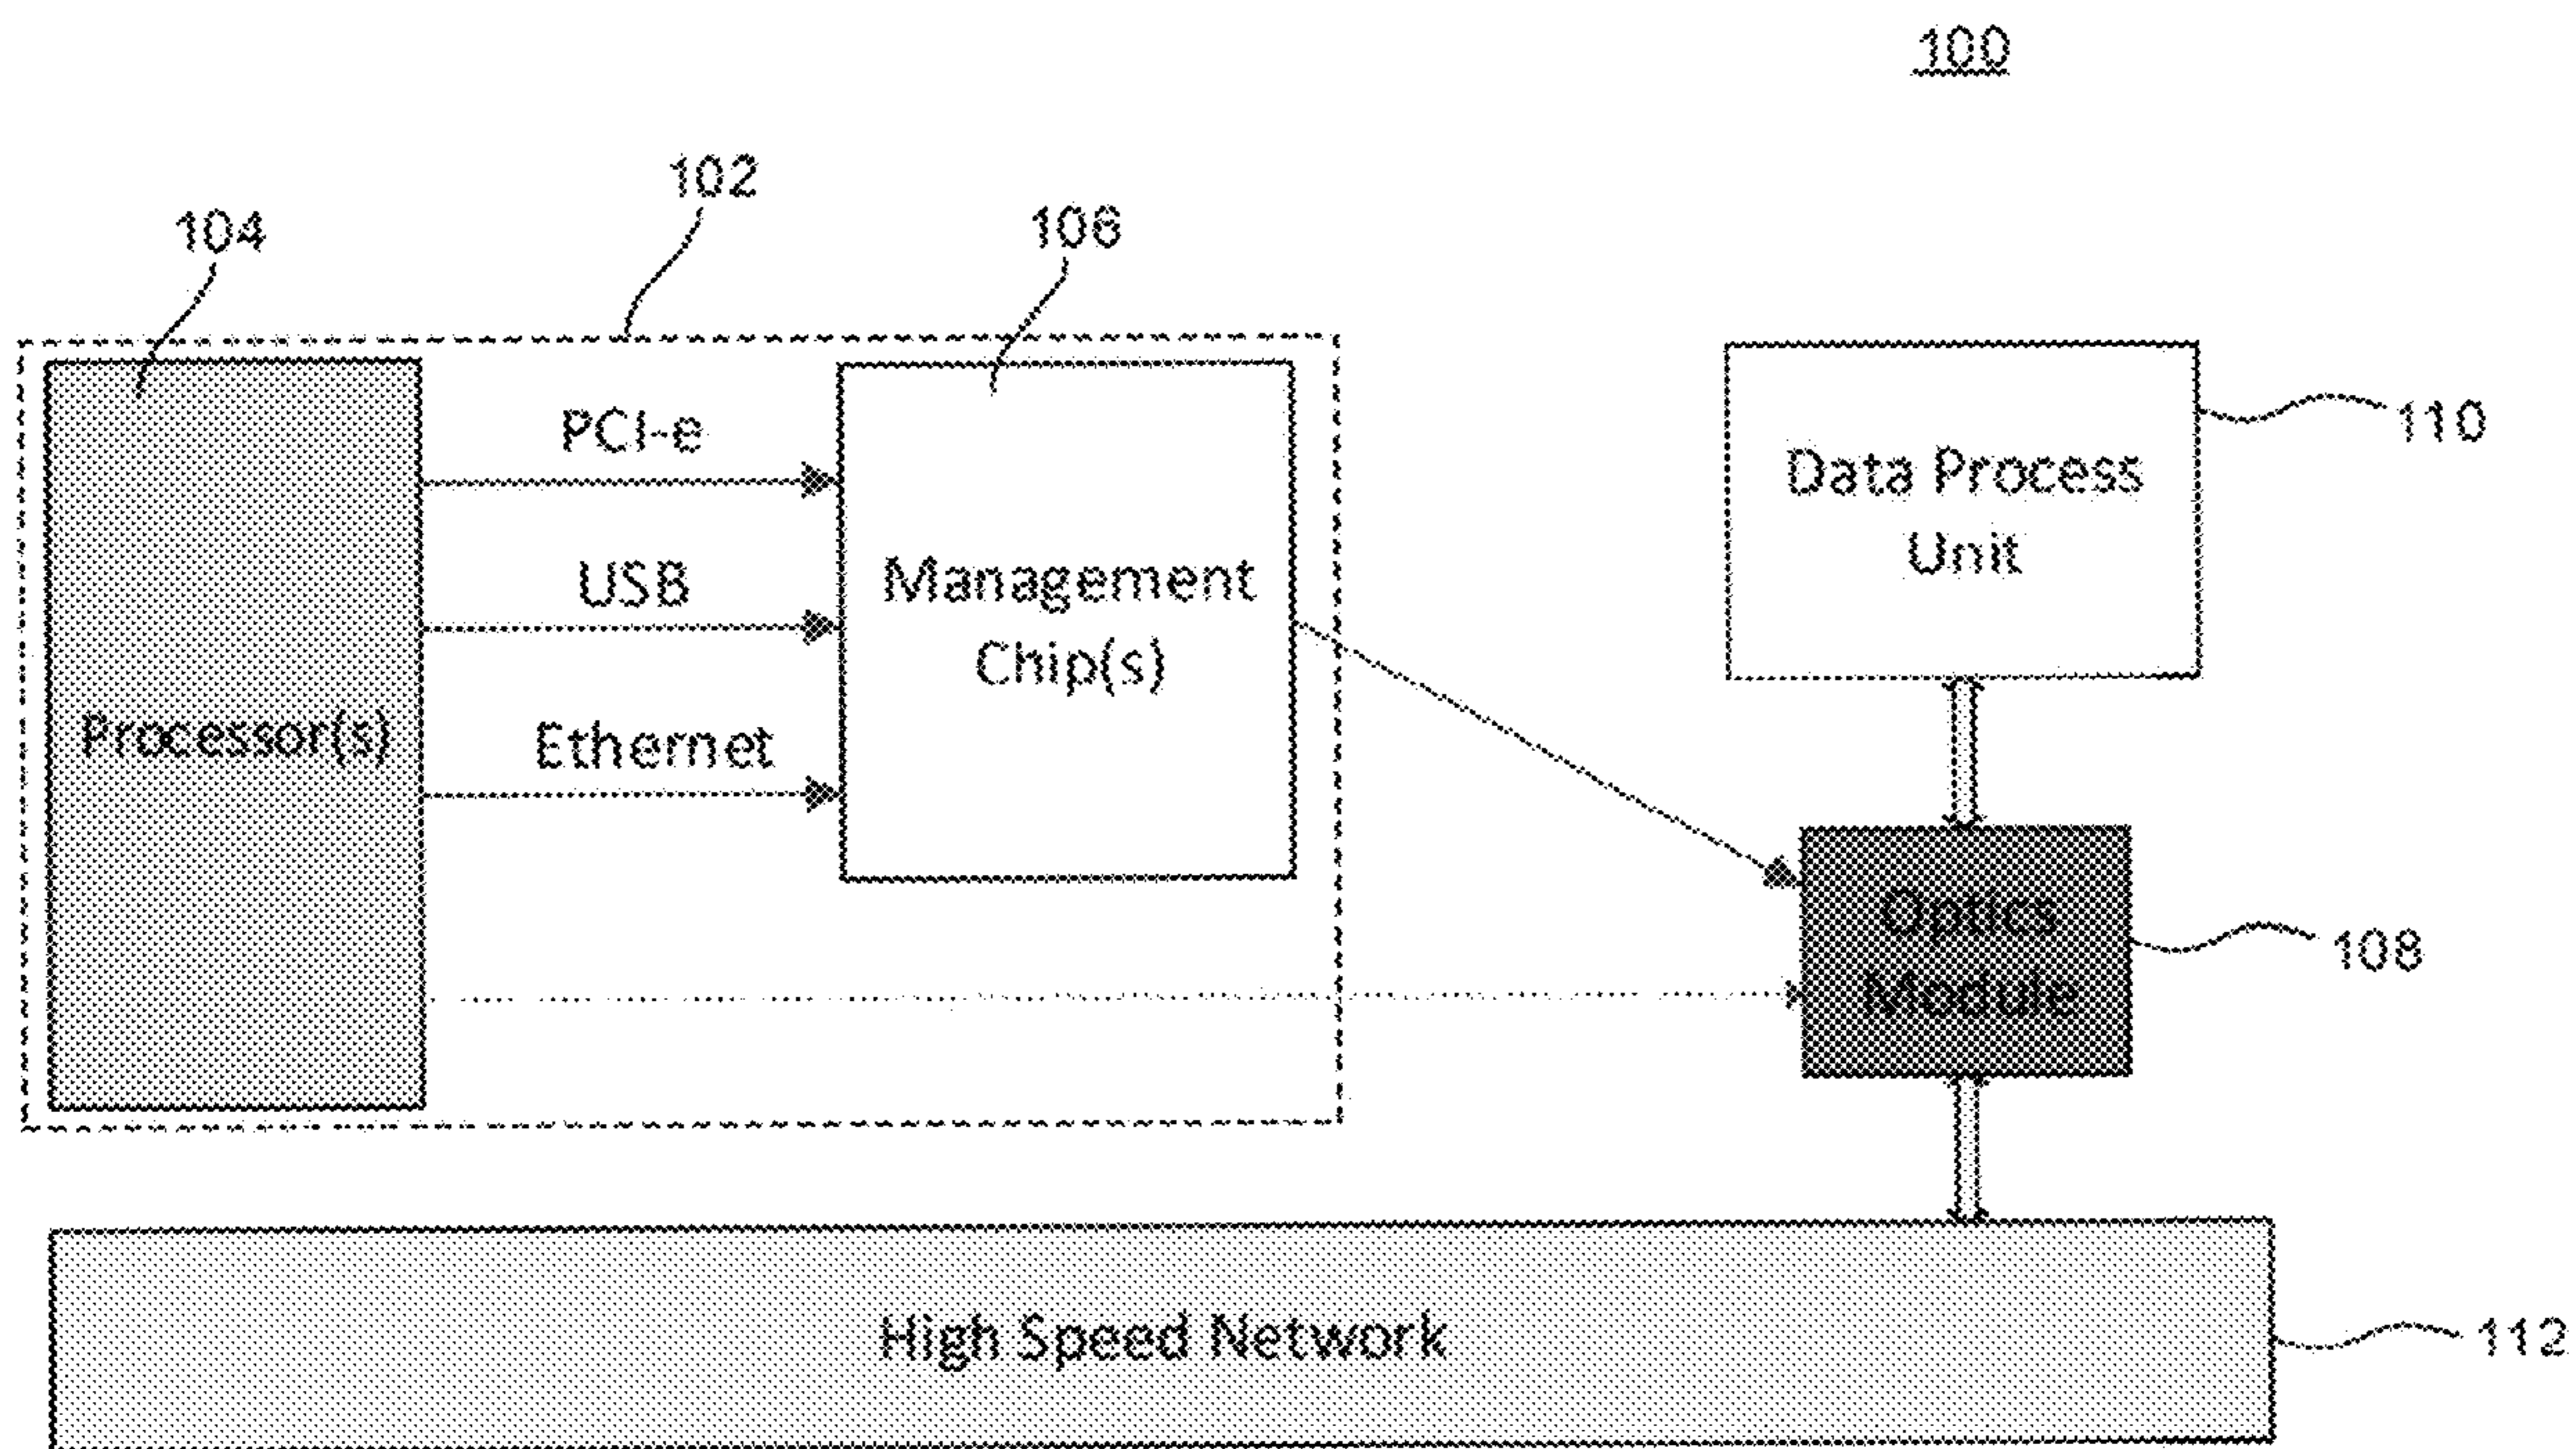 100
102
104
106
PCI-e
Data Process
Unit
110
USB
Management
Chip(s)
Processor(s)
Ethernet
Optics
Module
108
High Speed Network
112